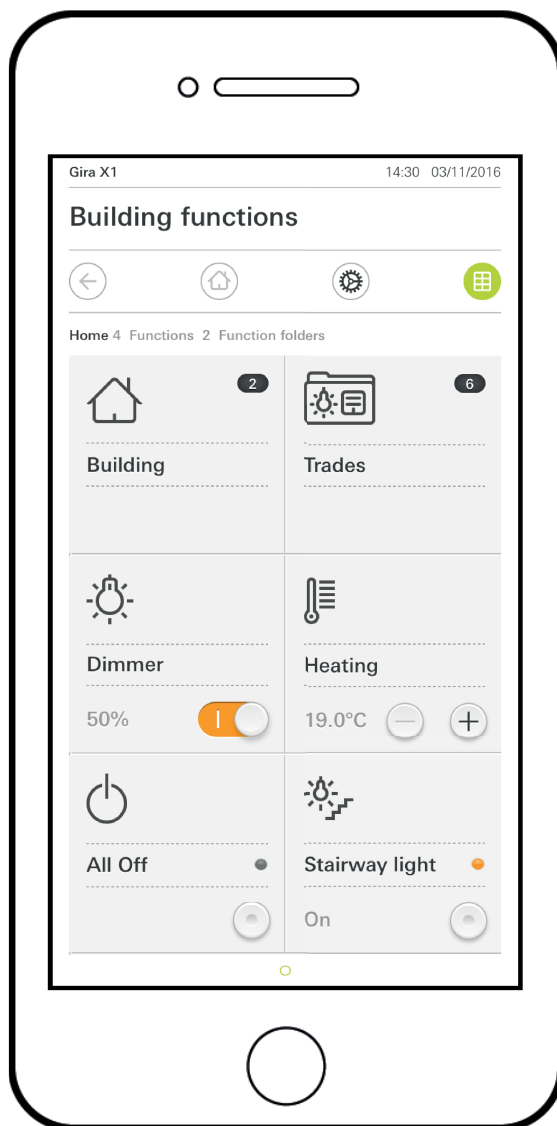 Gira X1 14:30 03/11/2016
Building functions
Home 4 Functions 2 Function folders
2 6
Building Trades
Dimmer Heating
50% 19.0°C
All Off Stairway light
On